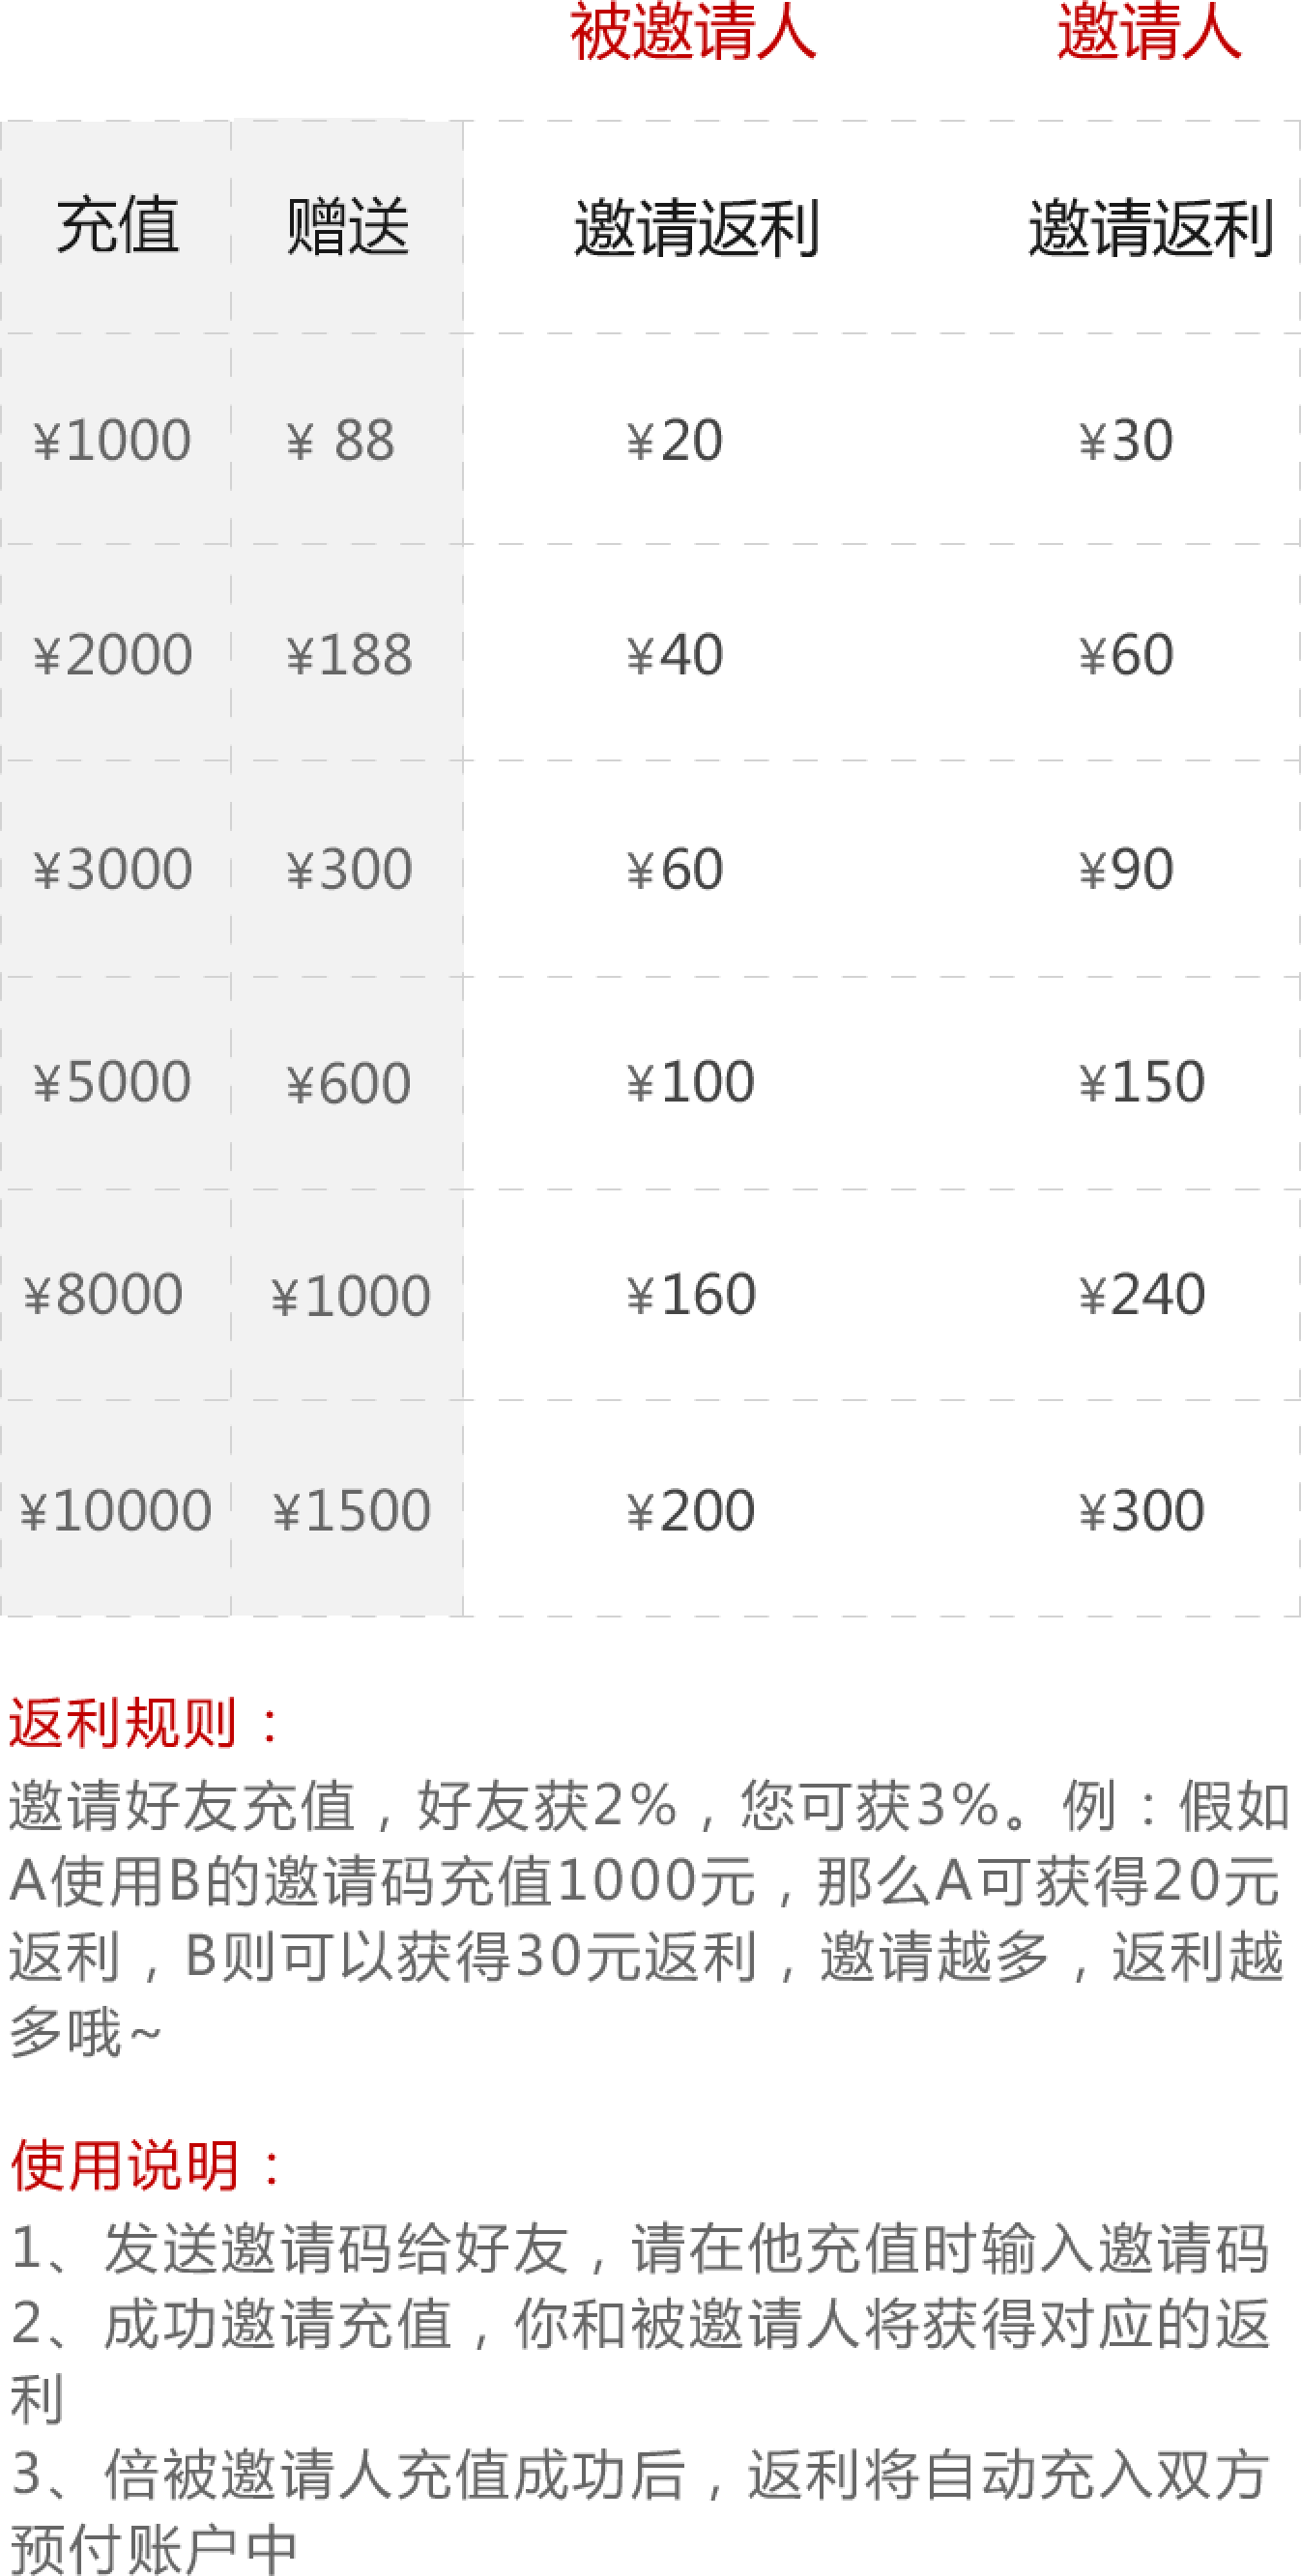 被邀请人 邀请人
充值 赠送 邀请返利 邀请返利
¥1000 ¥ 88 ¥20 ¥30
¥2000 ¥188 ¥40 ¥60
¥3000 ¥300 ¥60 ¥90
¥5000 ¥600 ¥100 ¥150
¥8000 ¥1000 ¥160 ¥240
¥10000 ¥1500 ¥200 ¥300
返利规则：
邀请好友充值，好友获2%，您可获3%。例：假如
A使用B的邀请码充值1000元，那么A可获得20元
返利，B则可以获得30元返利，邀请越多，返利越
多哦~
使用说明：
1、发送邀请码给好友，请在他充值时输入邀请码
2、成功邀请充值，你和被邀请人将获得对应的返
利
3、倍被邀请人充值成功后，返利将自动充入双方
预付账户中